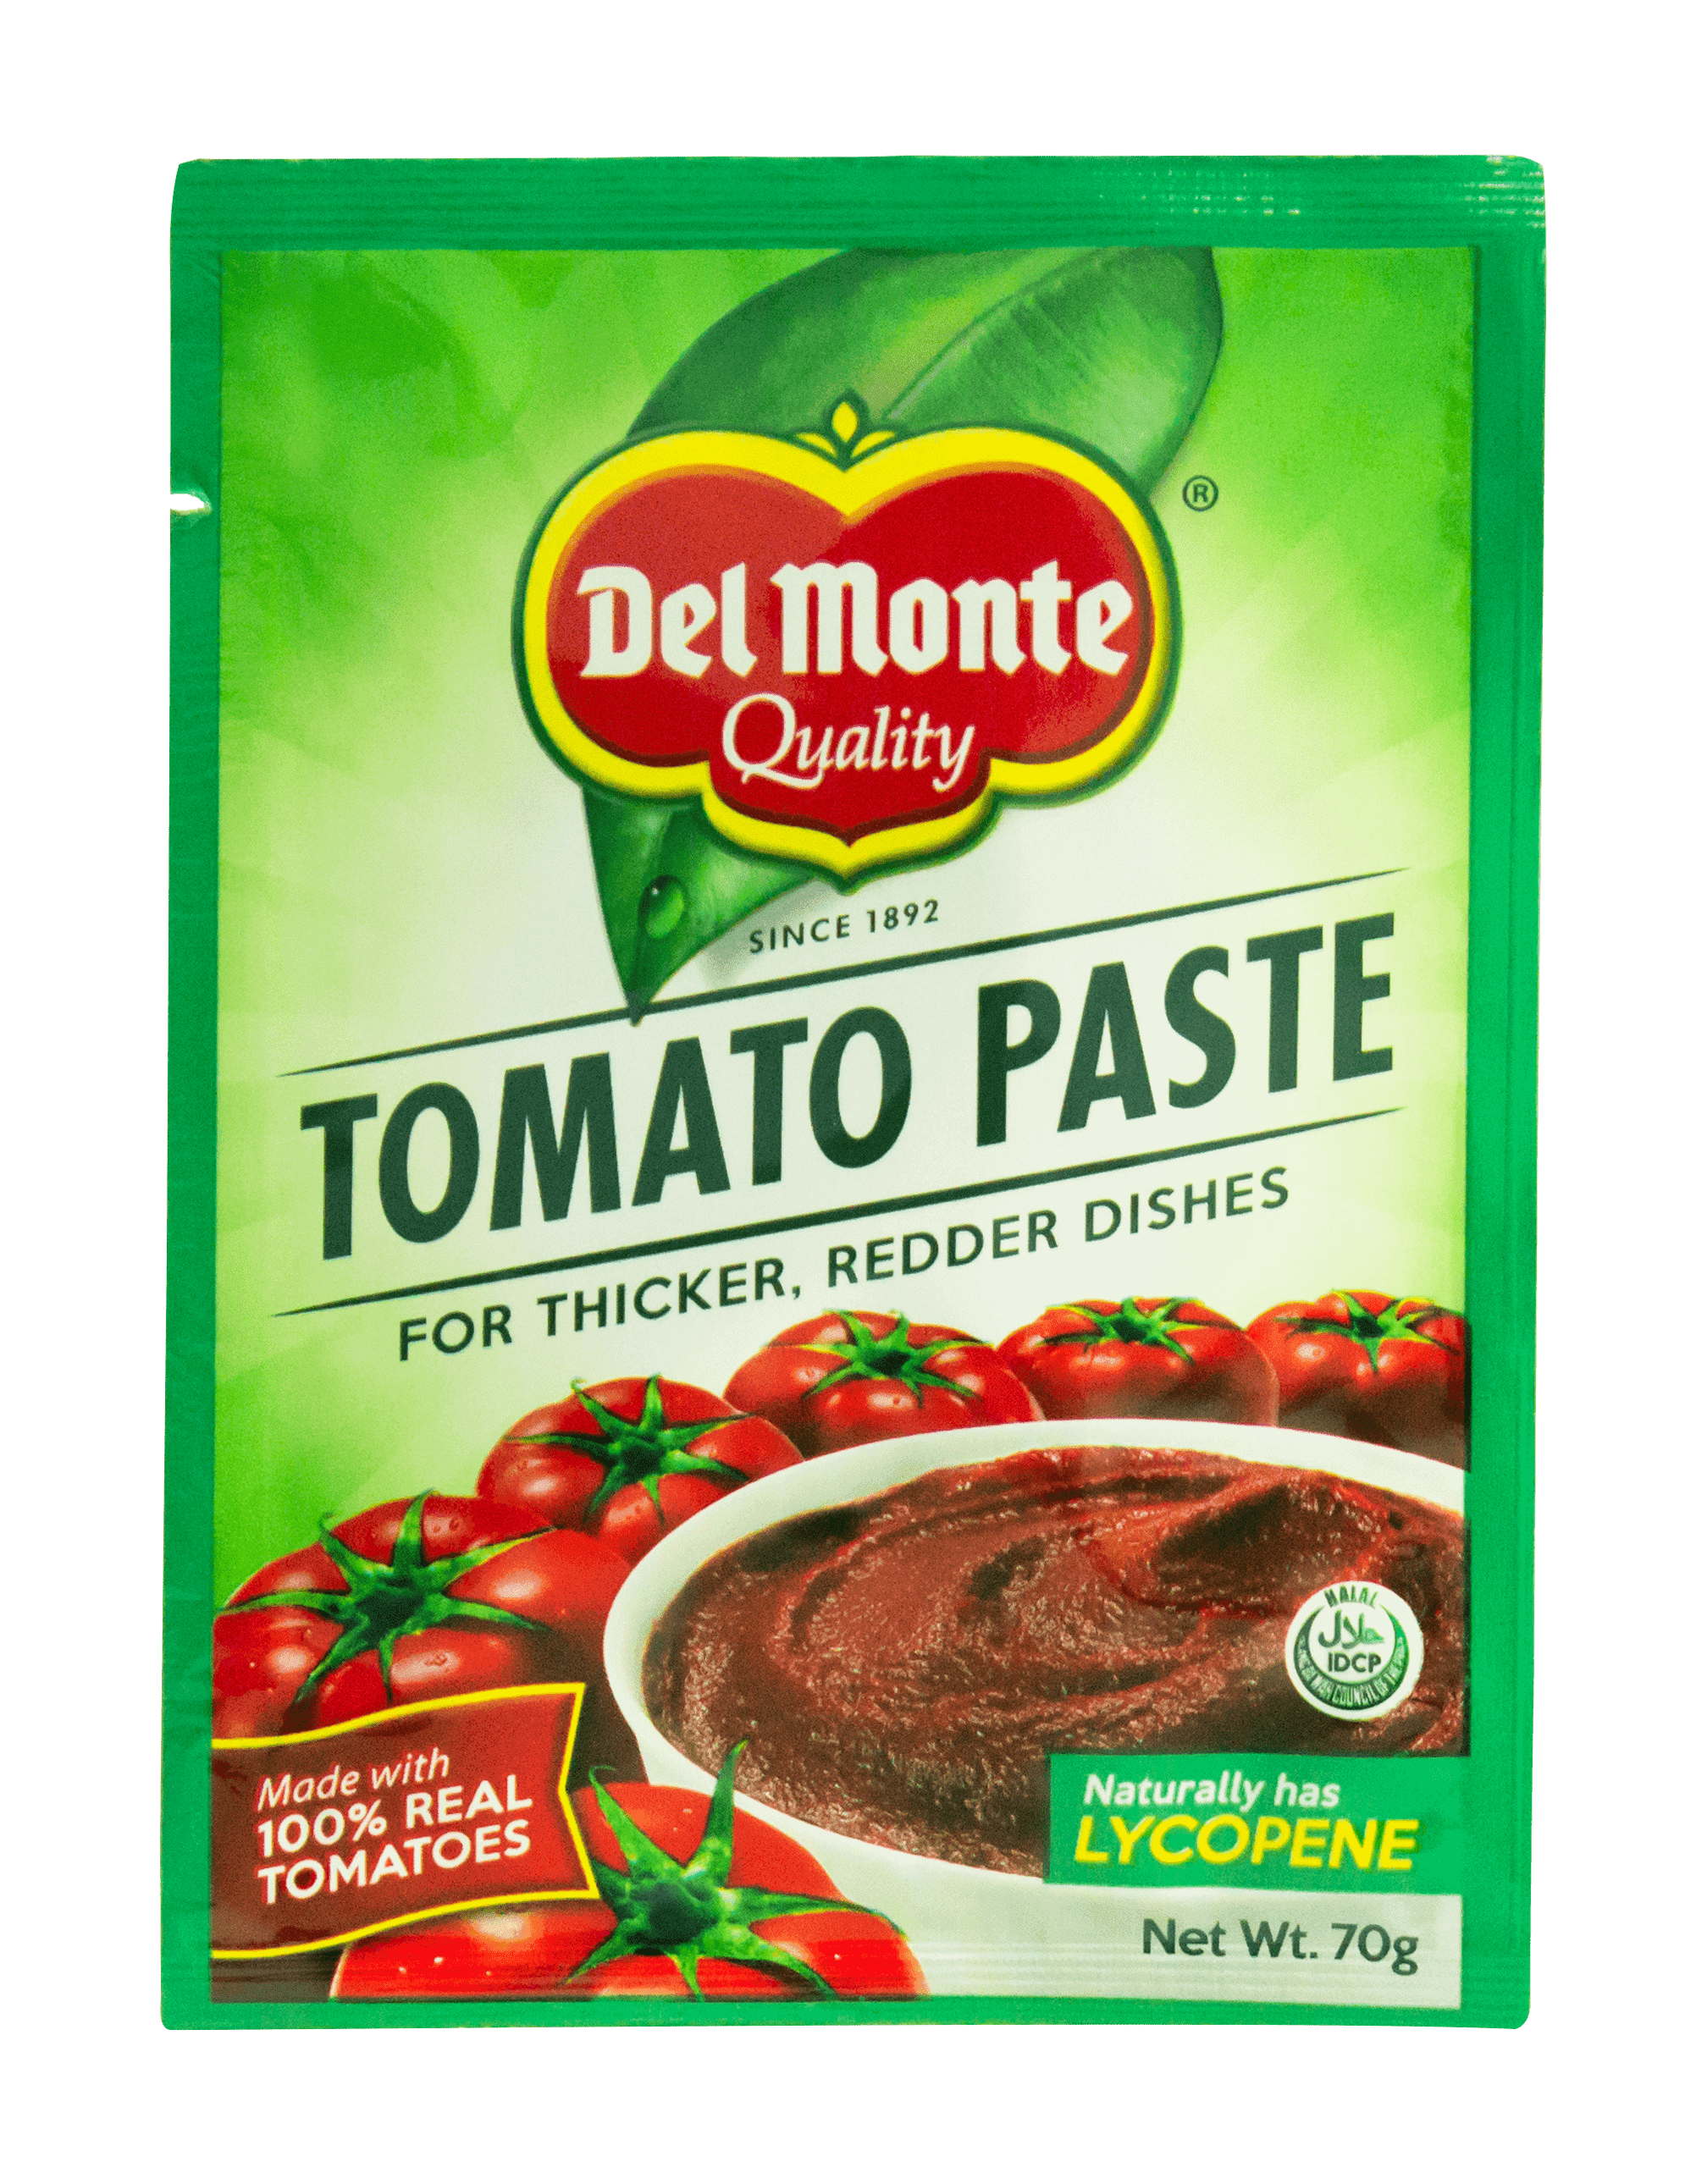 Del Monte
Quality
®
SINCE 1892
TOMATO PASTE
FOR THICKER, REDDER DISHES
HALAL
حلال
IDCP
Made with
100% REAL
TOMATOES
Naturally has
LYCOPENE
Net Wt. 70g